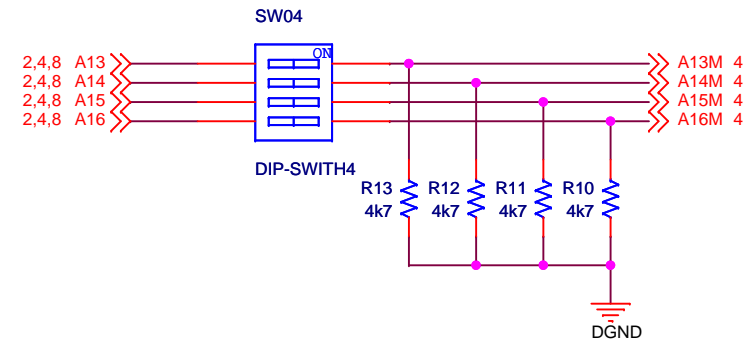 SW04
ON
2,4,8 A13
A13M 4
2,4,8 A14
A14M 4
2,4,8 A15
A15M 4
2,4,8 A16
A16M 4
DIP-SWITH4
R13
4k7
R12
4k7
R11
4k7
R10
4k7
DGND